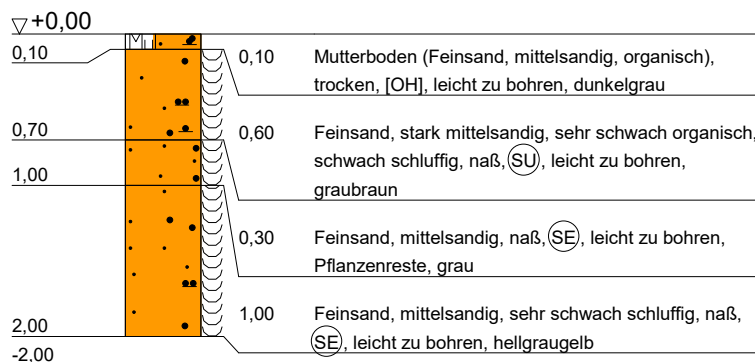 +0,00
0,10
0,10 Mutterboden (Feinsand, mittelsandig, organisch),
trocken, [OH], leicht zu bohren, dunkelgrau
0,70
0,60 Feinsand, stark mittelsandig, sehr schwach organisch,
schwach schluffig, naß, SU, leicht zu bohren,
graubraun
1,00
0,30 Feinsand, mittelsandig, naß, SE, leicht zu bohren,
Pflanzenreste, grau
1,00 Feinsand, mittelsandig, sehr schwach schluffig, naß,
SE, leicht zu bohren, hellgraugelb
2,00
-2,00